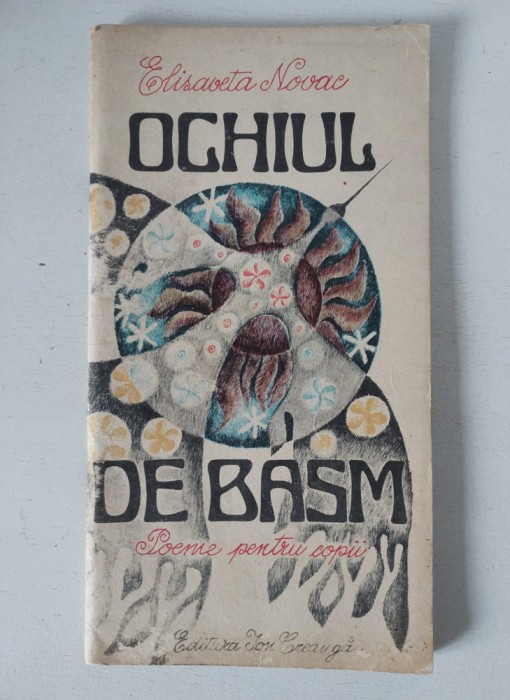 Elisaveta Novac
OCHIUL
DE BASM
Poeme pentru copii
Editura Ion Creangă